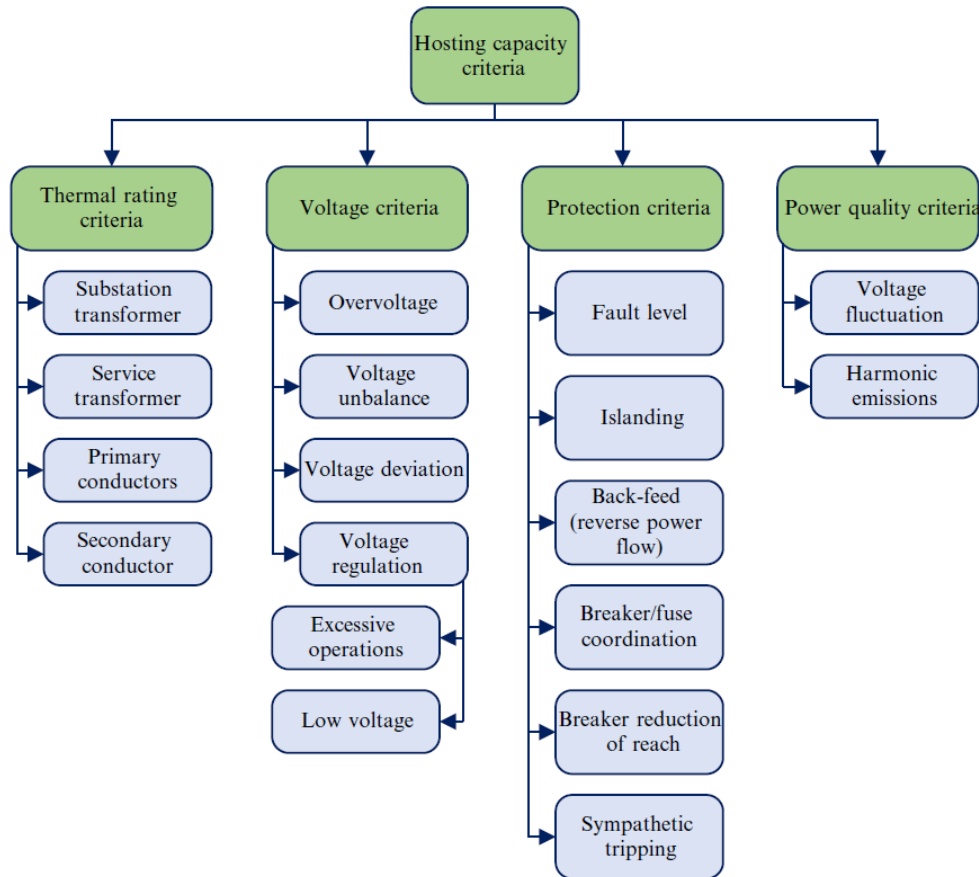 Hosting capacity
criteria
Thermal rating
criteria
Voltage criteria
Protection criteria
Power quality criteria
Substation
transformer
Service
transformer
Primary
conductors
Secondary
conductor
Overvoltage
Voltage
unbalance
Voltage deviation
Voltage
regulation
Excessive
operations
Low voltage
Fault level
Islanding
Back-feed
(reverse power
flow)
Breaker/fuse
coordination
Breaker reduction
of reach
Sympathetic
tripping
Voltage
fluctuation
Harmonic
emissions